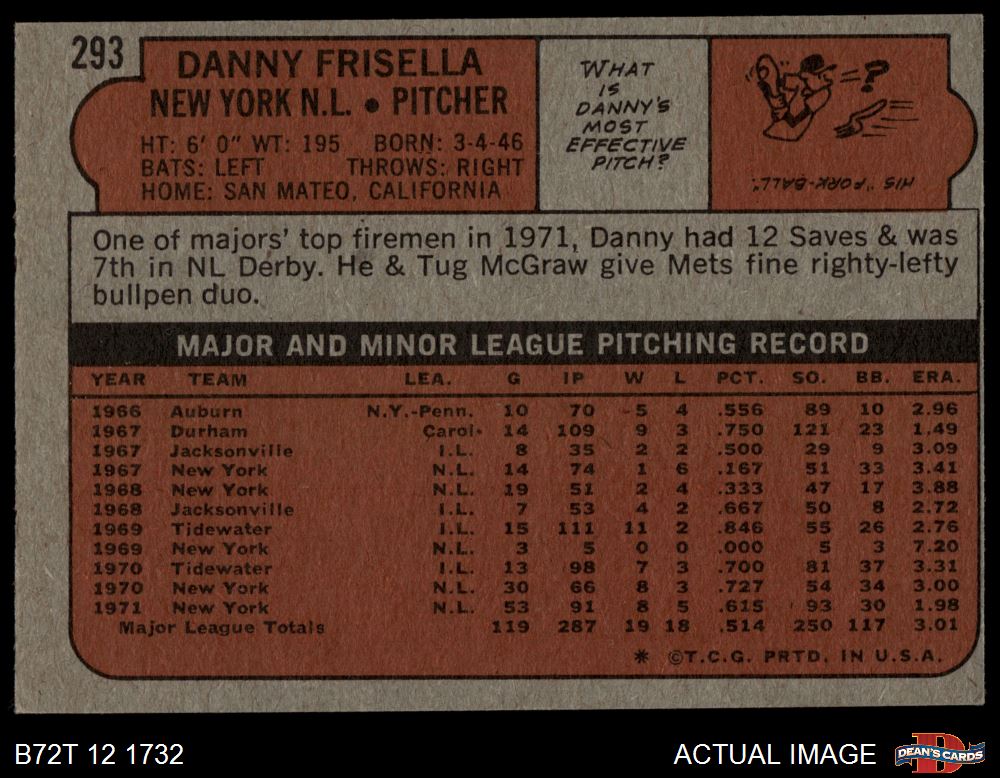 293
DANNY FRISELLA
NEW YORK N.L. • PITCHER
HT: 6' 0" WT: 195 BORN: 3-4-46
BATS: LEFT THROWS: RIGHT
HOME: SAN MATEO, CALIFORNIA
WHAT
IS
DANNY'S
MOST
EFFECTIVE
PITCH?
=?
HIS "FORK-BALL".
One of majors' top firemen in 1971, Danny had 12 Saves & was
7th in NL Derby. He & Tug McGraw give Mets fine righty-lefty
bullpen duo.
MAJOR AND MINOR LEAGUE PITCHING RECORD
YEAR TEAM LEA. G IP W L PCT. SO. BB. ERA.
1966 Auburn N.Y.-Penn. 10 70 5 4 .556 89 10 2.96
1967 Durham Carol. 14 109 9 3 .750 121 23 1.49
1967 Jacksonville I.L. 8 35 2 2 .500 29 9 3.09
1967 New York N.L. 14 74 1 6 .167 51 33 3.41
1968 New York N.L. 19 51 2 4 .333 47 17 3.88
1968 Jacksonville I.L. 7 53 4 2 .667 50 8 2.72
1969 Tidewater I.L. 15 111 11 2 .846 55 26 2.76
1969 New York N.L. 3 5 0 0 .000 5 3 7.20
1970 Tidewater I.L. 13 98 7 3 .700 81 37 3.31
1970 New York N.L. 30 66 8 3 .727 54 34 3.00
1971 New York N.L. 53 91 8 5 .615 93 30 1.98
Major League Totals 119 287 19 18 .514 250 117 3.01
* ©T.C.G. PRTD. IN U.S.A.
B72T 12 1732
ACTUAL IMAGE
DEAN'S CARDS